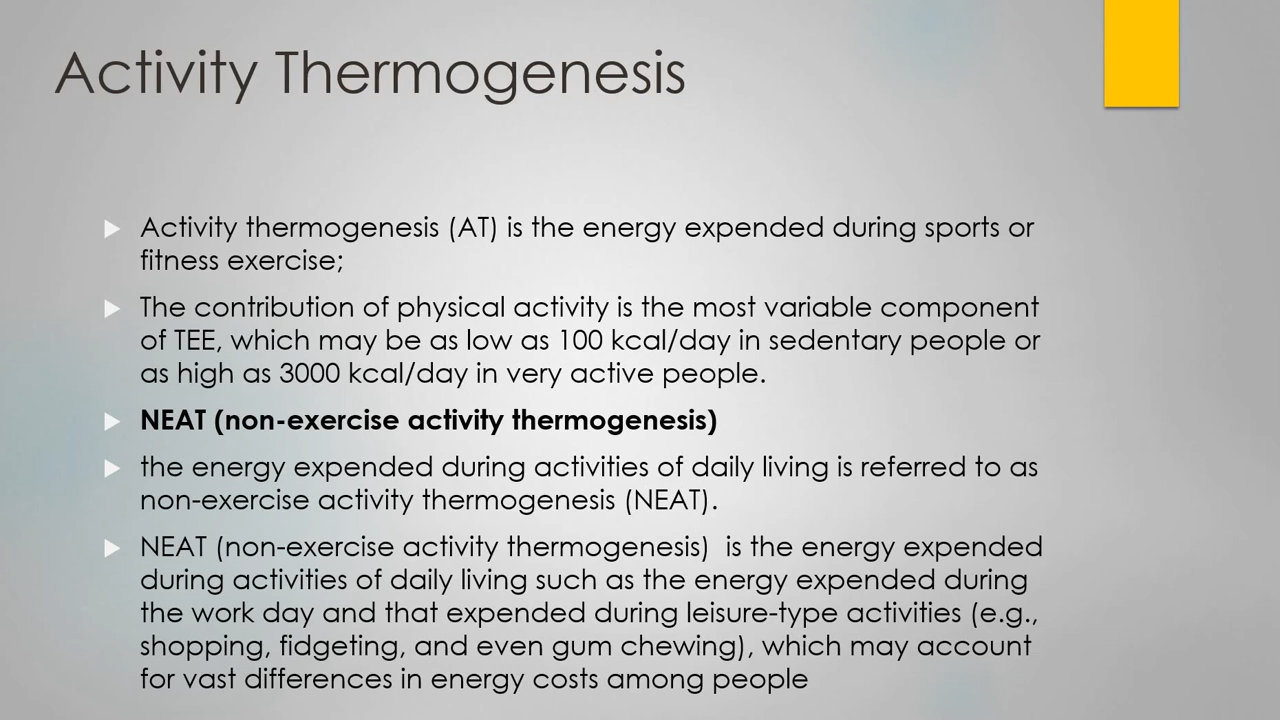 Activity Thermogenesis
Activity thermogenesis (AT) is the energy expended during sports or
fitness exercise;
The contribution of physical activity is the most variable component
of TEE, which may be as low as 100 kcal/day in sedentary people or
as high as 3000 kcal/day in very active people.
NEAT (non-exercise activity thermogenesis)
the energy expended during activities of daily living is referred to as
non-exercise activity thermogenesis (NEAT).
NEAT (non-exercise activity thermogenesis)  is the energy expended
during activities of daily living such as the energy expended during
the work day and that expended during leisure-type activities (e.g.,
shopping, fidgeting, and even gum chewing), which may account
for vast differences in energy costs among people